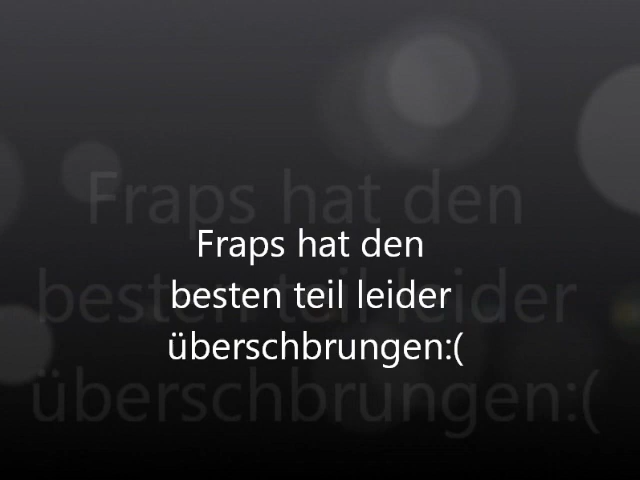 Fraps hat den
besten teil leider
überschbrungen:(